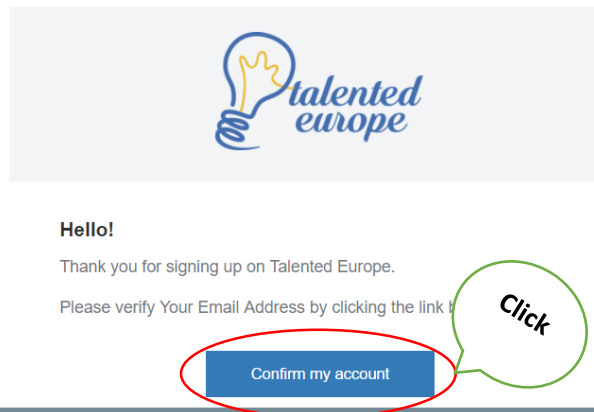 talented
europe
Hello!
Thank you for signing up on Talented Europe.
Please verify Your Email Address by clicking the link
Click
Confirm my account